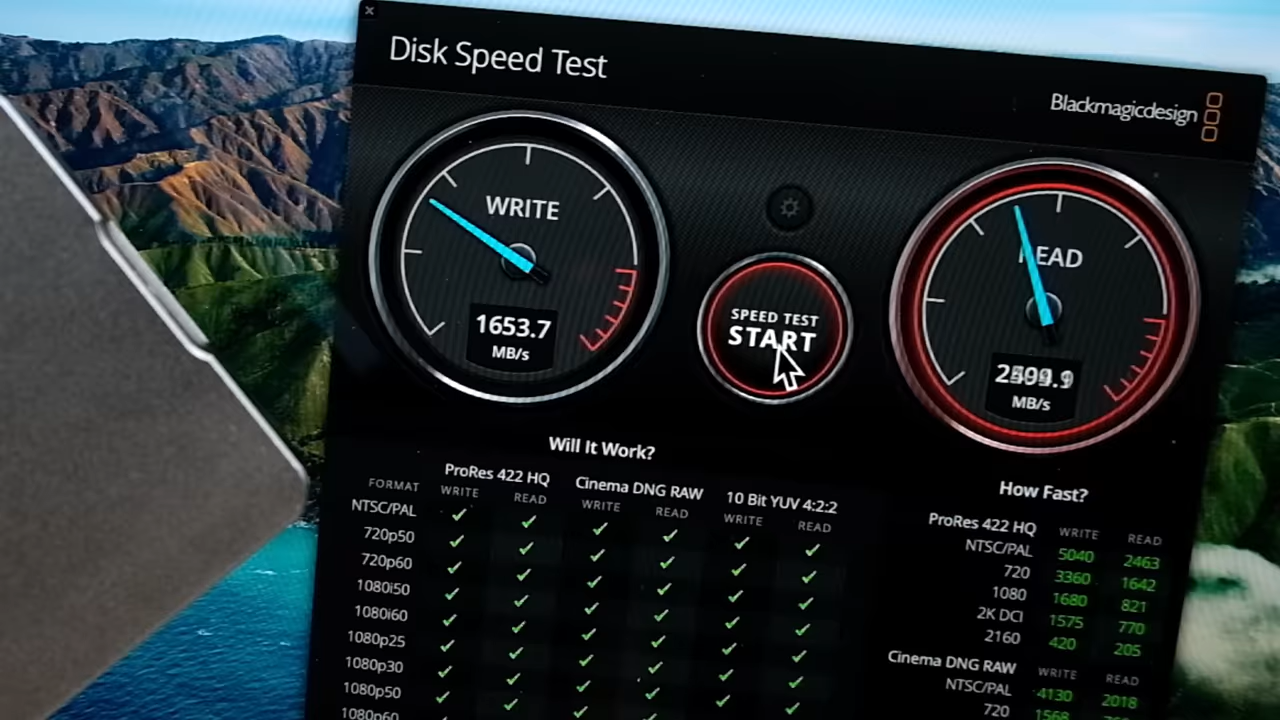 Disk Speed Test
Blackmagicdesign
WRITE
READ
SPEED TEST
START
1653.7
MB/s
MB/s
Will It Work?
ProRes 422 HQ
Cinema DNG RAW
10 Bit YUV 4:2:2
FORMAT
WRITE
READ
WRITE
READ
WRITE
READ
NTSC/PAL
720p50
720p60
1080i50
1080i60
1080p25
1080p30
1080p50
1080p60
How Fast?
ProRes 422 HQ WRITE READ
NTSC/PAL 5040 2463
720 3360 1642
1080 1680 821
2K DCI 1575 770
2160 420 205
Cinema DNG RAW WRITE READ
NTSC/PAL 4130 2018
720 1568